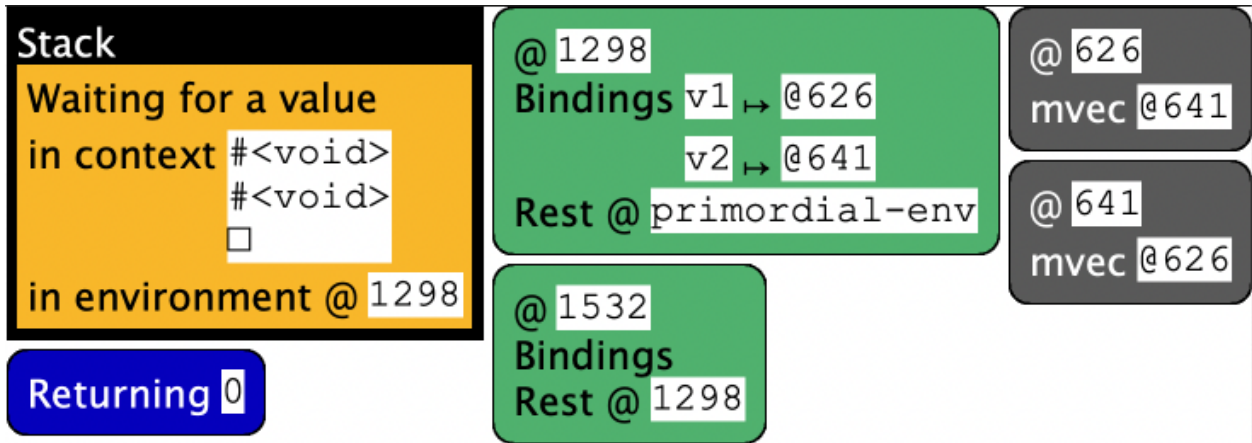 Stack
Waiting for a value
in context #<void>
#<void>
□
in environment @ 1298
Returning 0
@ 1298
Bindings v1 ↦ @626
v2 ↦ @641
Rest @ primordial-env
@ 1532
Bindings
Rest @ 1298
@ 626
mvec @641
@ 641
mvec @626